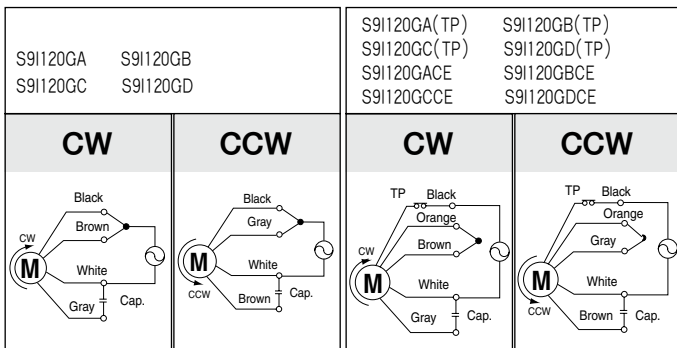 S9I120GA S9I120GB
S9I120GC S9I120GD
CW CCW
Black
Brown
CW
M
White
Gray
Cap.
Black
Gray
M
White
CCW
Brown
Cap.
S9I120GA(TP) S9I120GB(TP)
S9I120GC(TP) S9I120GD(TP)
S9I120GACE S9I120GBCE
S9I120GCCE S9I120GDCE
CW CCW
TP Black
Orange
CW
Brown
M
White
Gray
Cap.
TP Black
Orange
Gray
M
White
CCW
Brown
Cap.